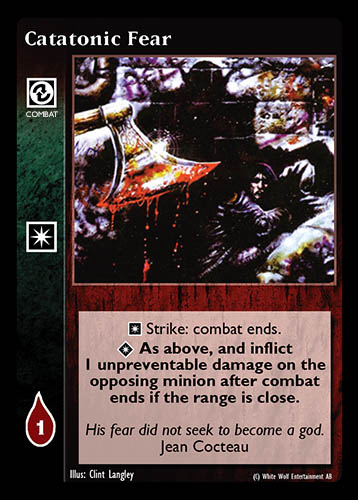 Catatonic Fear
COMBAT
Strike: combat ends.
As above, and inflict
1 unpreventable damage on the
opposing minion after combat
ends if the range is close.
His fear did not seek to become a god.
Jean Cocteau
1
Illus: Clint Langley
(C) White Wolf Entertainment AB